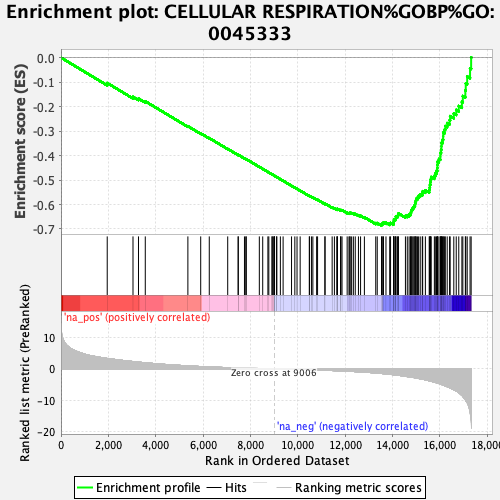 Enrichment plot: CELLULAR RESPIRATION%GOBP%GO:
0045333
Enrichment score (ES)
0.0
-0.1
-0.2
-0.3
-0.4
-0.5
-0.6
-0.7
'na_pos' (positively correlated)
Ranked list metric (PreRanked)
10
0
-10
-20
Zero cross at 9006
'na_neg' (negatively correlated)
0
2,000
4,000
6,000
8,000
10,000
12,000
14,000
16,000
18,000
Rank in Ordered Dataset
Enrichment profile
Hits
Ranking metric scores